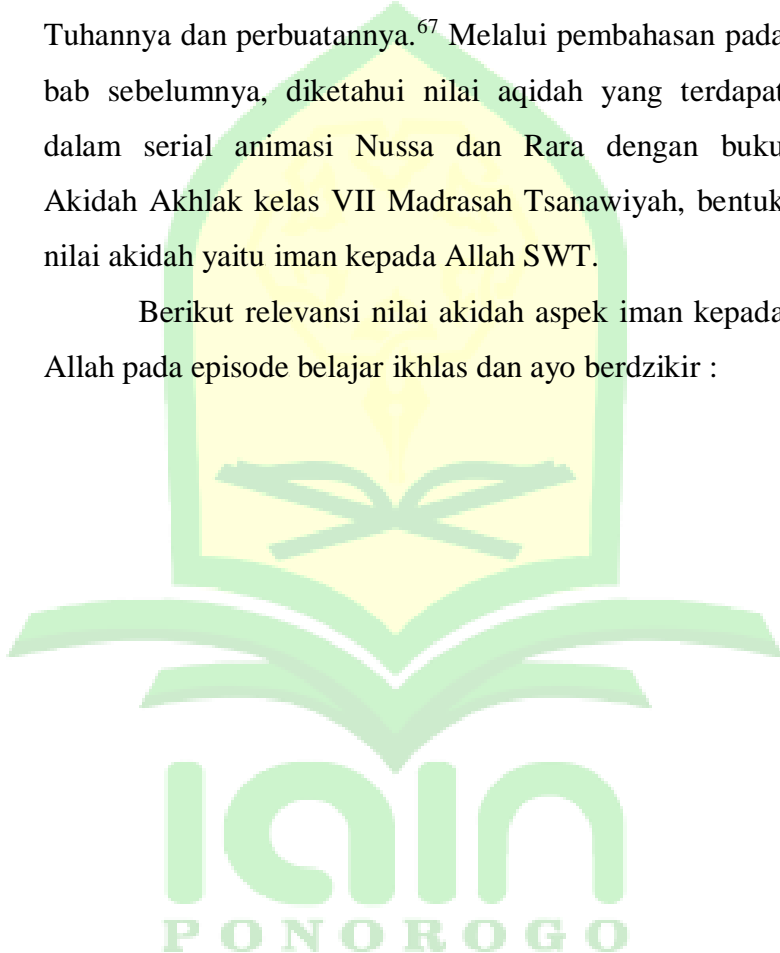 Tuhannya dan perbuatannya.67 Melalui pembahasan pada
bab sebelumnya, diketahui nilai aqidah yang terdapat
dalam serial animasi Nussa dan Rara dengan buku
Akidah Akhlak kelas VII Madrasah Tsanawiyah, bentuk
nilai akidah yaitu iman kepada Allah SWT.
Berikut relevansi nilai akidah aspek iman kepada
Allah pada episode belajar ikhlas dan ayo berdzikir :
iain
PONOROGO